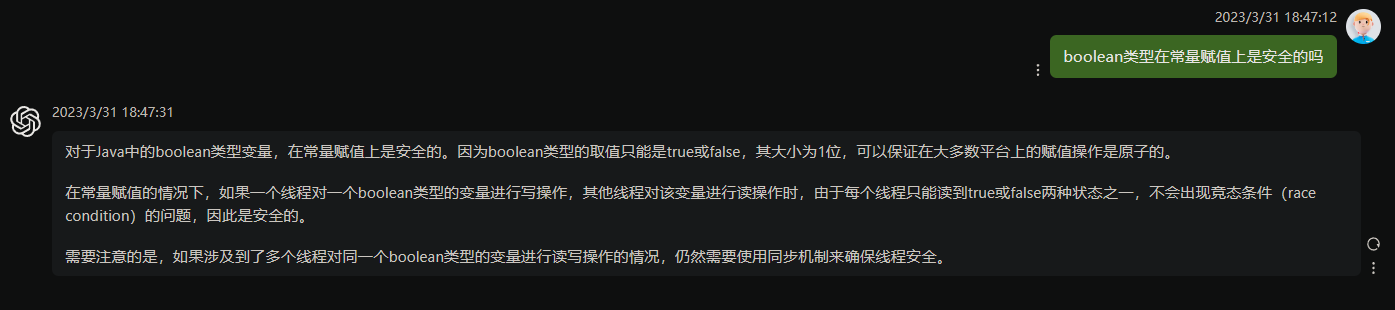 2023/3/31 18:47:12
boolean类型在常量赋值上是安全的吗
2023/3/31 18:47:31
对于Java中的boolean类型变量，在常量赋值上是安全的。因为boolean类型的取值只能是true或false，其大小为1位，可以保证在大多数平台上的赋值操作是原子的。
在常量赋值的情况下，如果一个线程对一个boolean类型的变量进行写操作，其他线程对该变量进行读操作时，由于每个线程只能读到true或false两种状态之一，不会出现竞态条件（race
condition）的问题，因此是安全的。
需要注意的是，如果涉及到了多个线程对同一个boolean类型的变量进行读写操作的情况，仍然需要使用同步机制来确保线程安全。